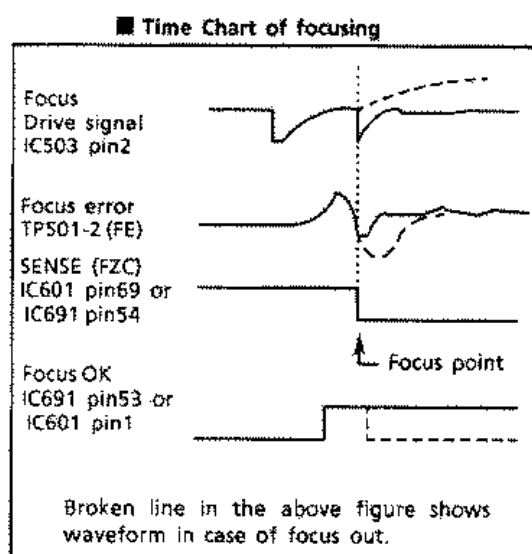 ■ Time Chart of focusing
Focus
Drive signal
IC503 pin2
Focus error
TP501-2 (FE)
SENSE (FZC)
IC601 pin69 or
IC691 pin54
Focus point
Focus OK
IC691 pin53 or
IC601 pin1
Broken line in the above figure shows
waveform in case of focus out.